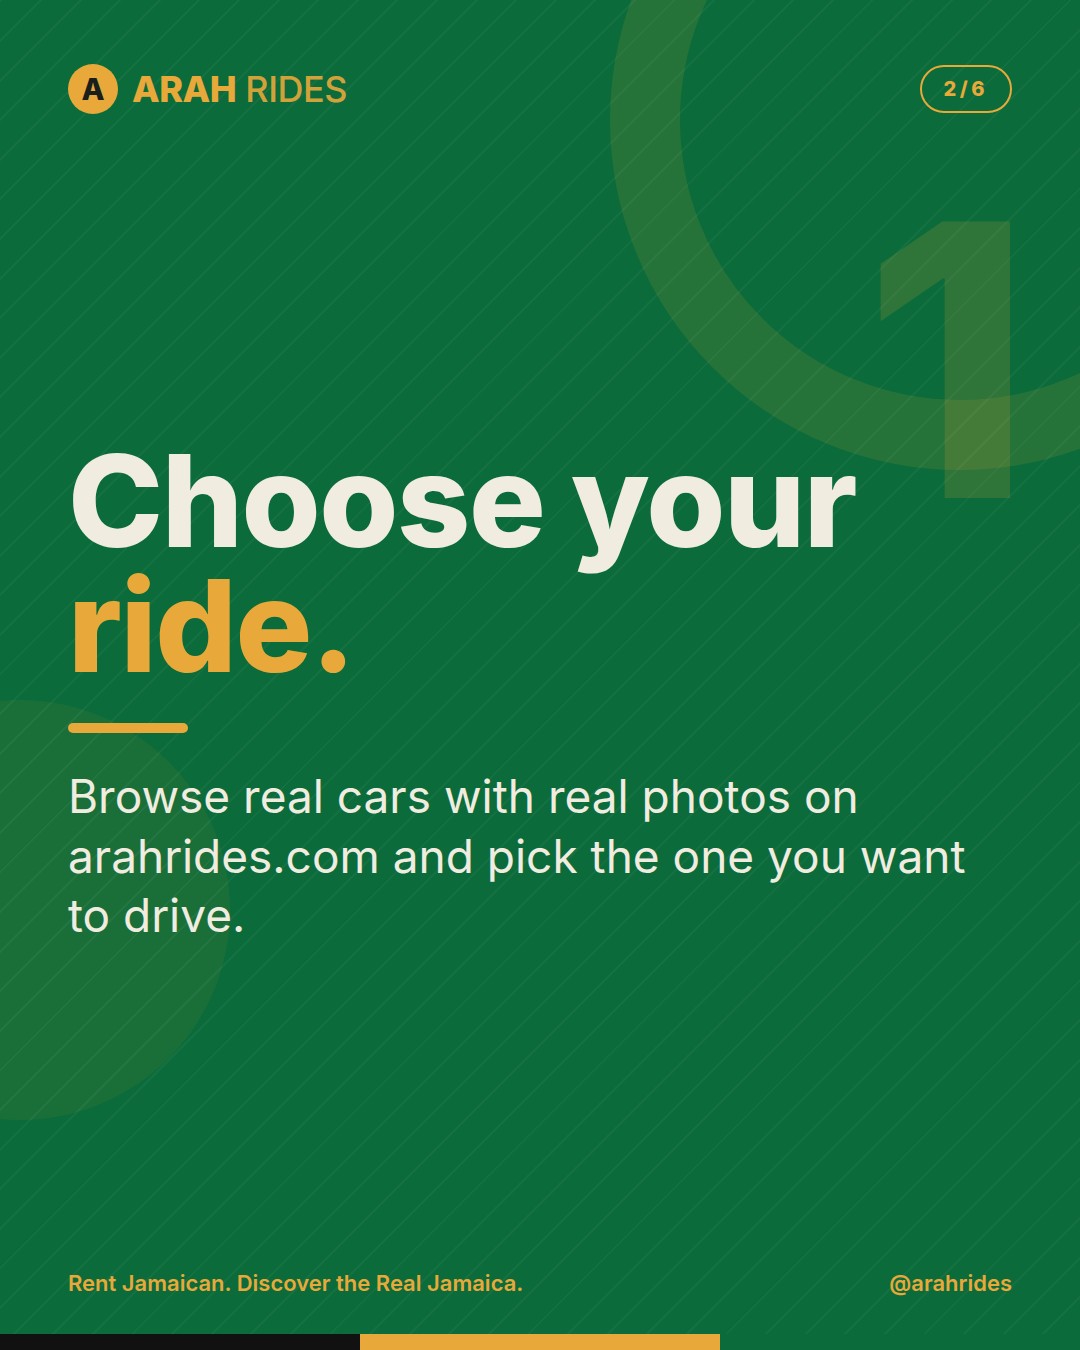 A ARAH RIDES
2/6
1
Choose your
ride.
Browse real cars with real photos on
arahrides.com and pick the one you want
to drive.
Rent Jamaican. Discover the Real Jamaica.
@arahrides